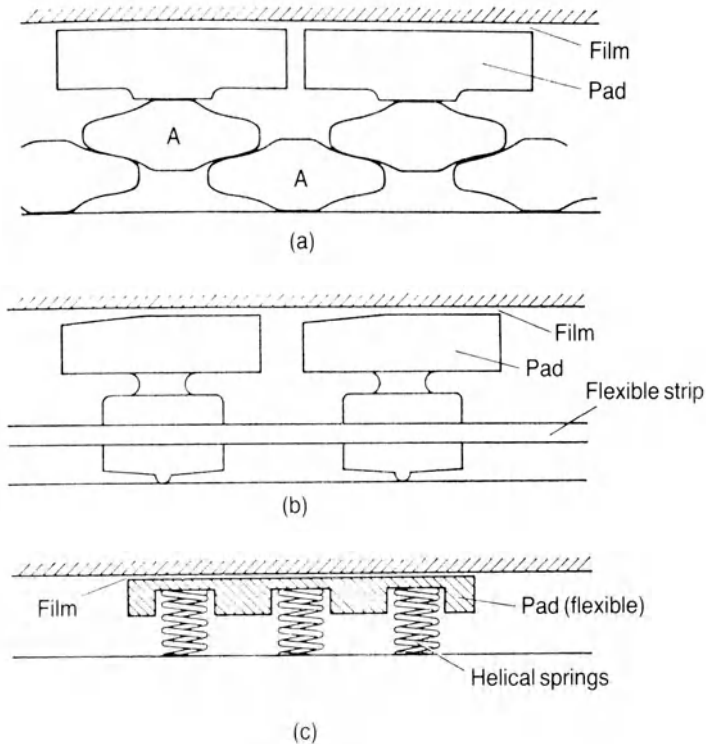 Film
Pad
A
A
(a)
Film
Pad
Flexible strip
(b)
Film
Pad (flexible)
Helical springs
(c)